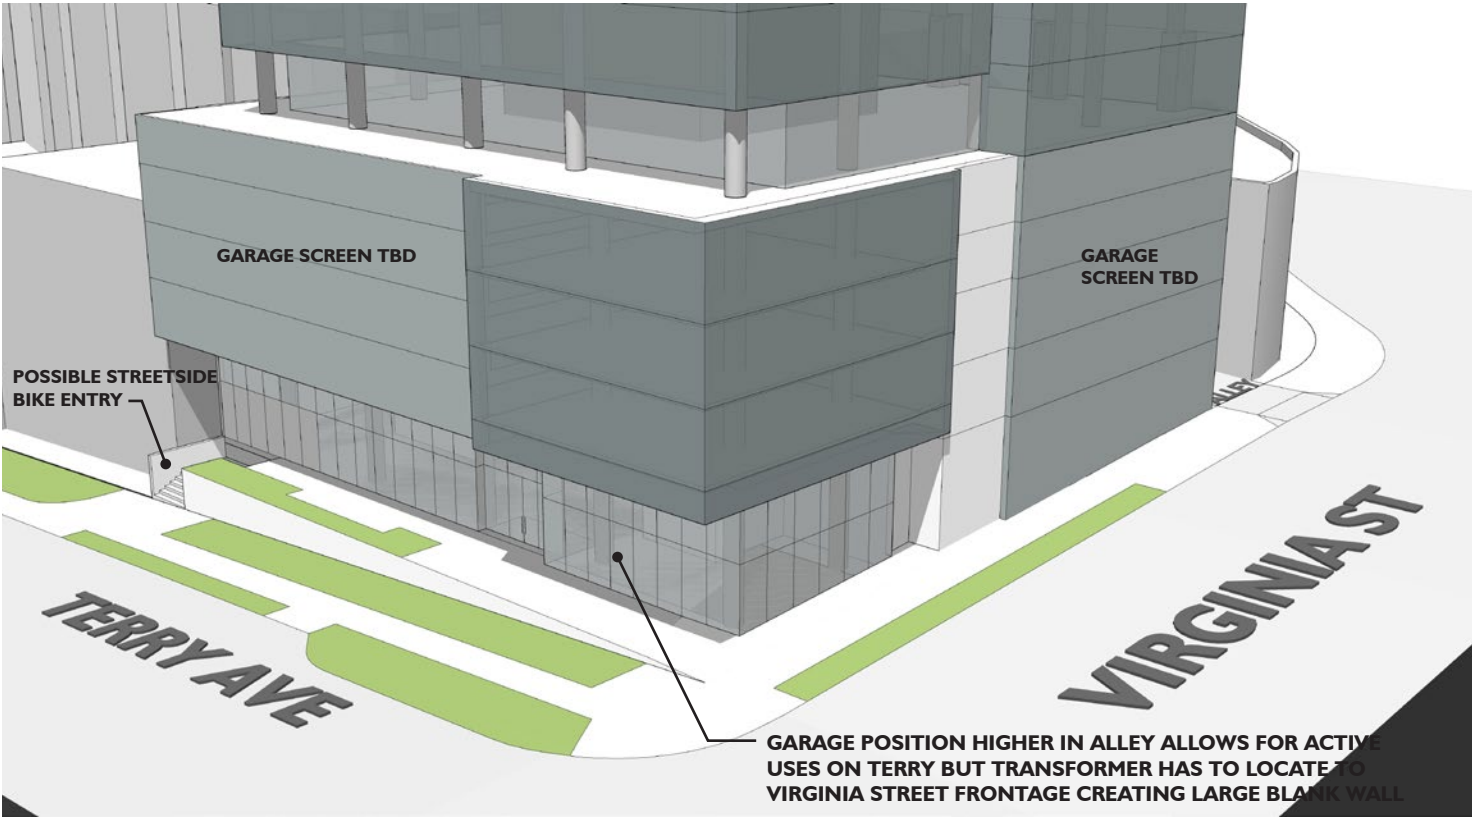 GARAGE SCREEN TBD
GARAGE
SCREEN TBD
POSSIBLE STREETSIDE
BIKE ENTRY
ALLEY
TERRY AVE
VIRGINIA ST
GARAGE POSITION HIGHER IN ALLEY ALLOWS FOR ACTIVE
USES ON TERRY BUT TRANSFORMER HAS TO LOCATE TO
VIRGINIA STREET FRONTAGE CREATING LARGE BLANK WALL